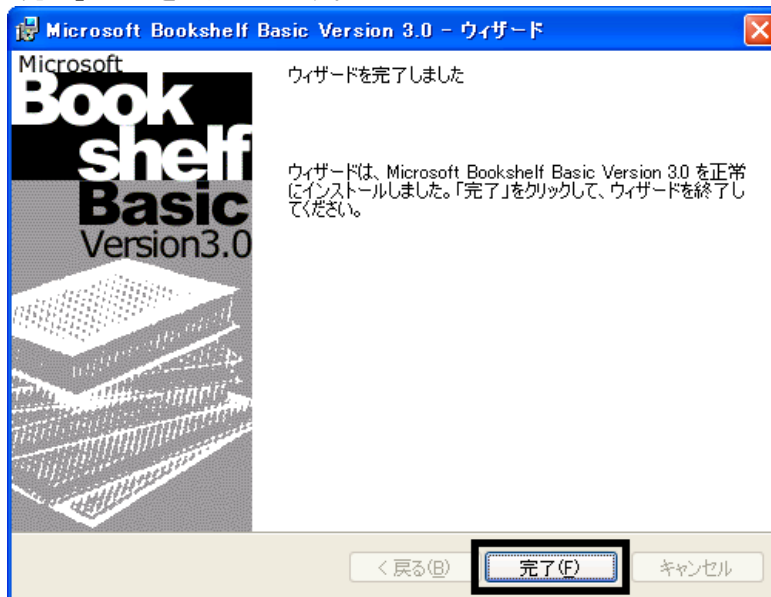 Microsoft Bookshelf Basic Version 3.0 - ウィザード
Microsoft
Book
shelf
Basic
Version3.0
ウィザードを完了しました
ウィザードは、Microsoft Bookshelf Basic Version 3.0 を正常
にインストールしました。「完了」をクリックして、ウィザードを終了し
てください。
< 戻る(B)
完了(F)
キャンセル